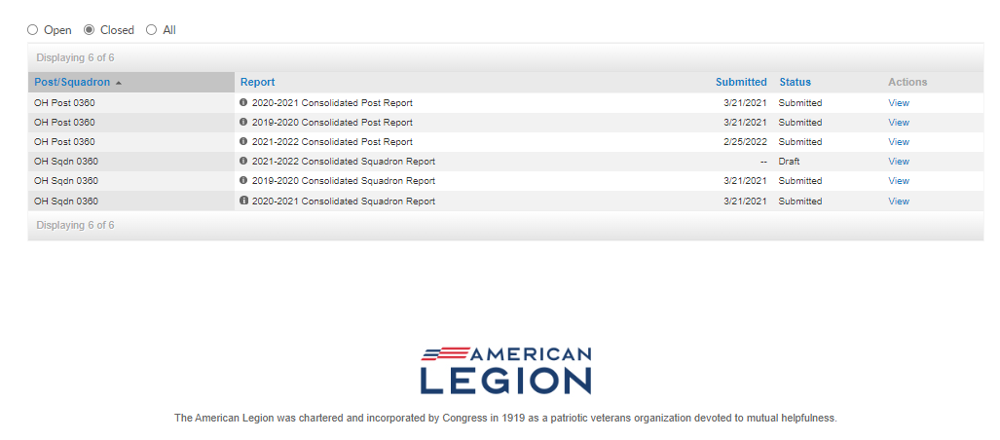 Open Closed All
Displaying 6 of 6
Post/Squadron Report Submitted Status Actions
OH Post 0360 2020-2021 Consolidated Post Report 3/21/2021 Submitted View
OH Post 0360 2019-2020 Consolidated Post Report 3/21/2021 Submitted View
OH Post 0360 2021-2022 Consolidated Post Report 2/25/2022 Submitted View
OH Sqdn 0360 2021-2022 Consolidated Squadron Report -- Draft View
OH Sqdn 0360 2019-2020 Consolidated Squadron Report 3/21/2021 Submitted View
OH Sqdn 0360 2020-2021 Consolidated Squadron Report 3/21/2021 Submitted View
Displaying 6 of 6
AMERICAN
LEGION
The American Legion was chartered and incorporated by Congress in 1919 as a patriotic veterans organization devoted to mutual helpfulness.